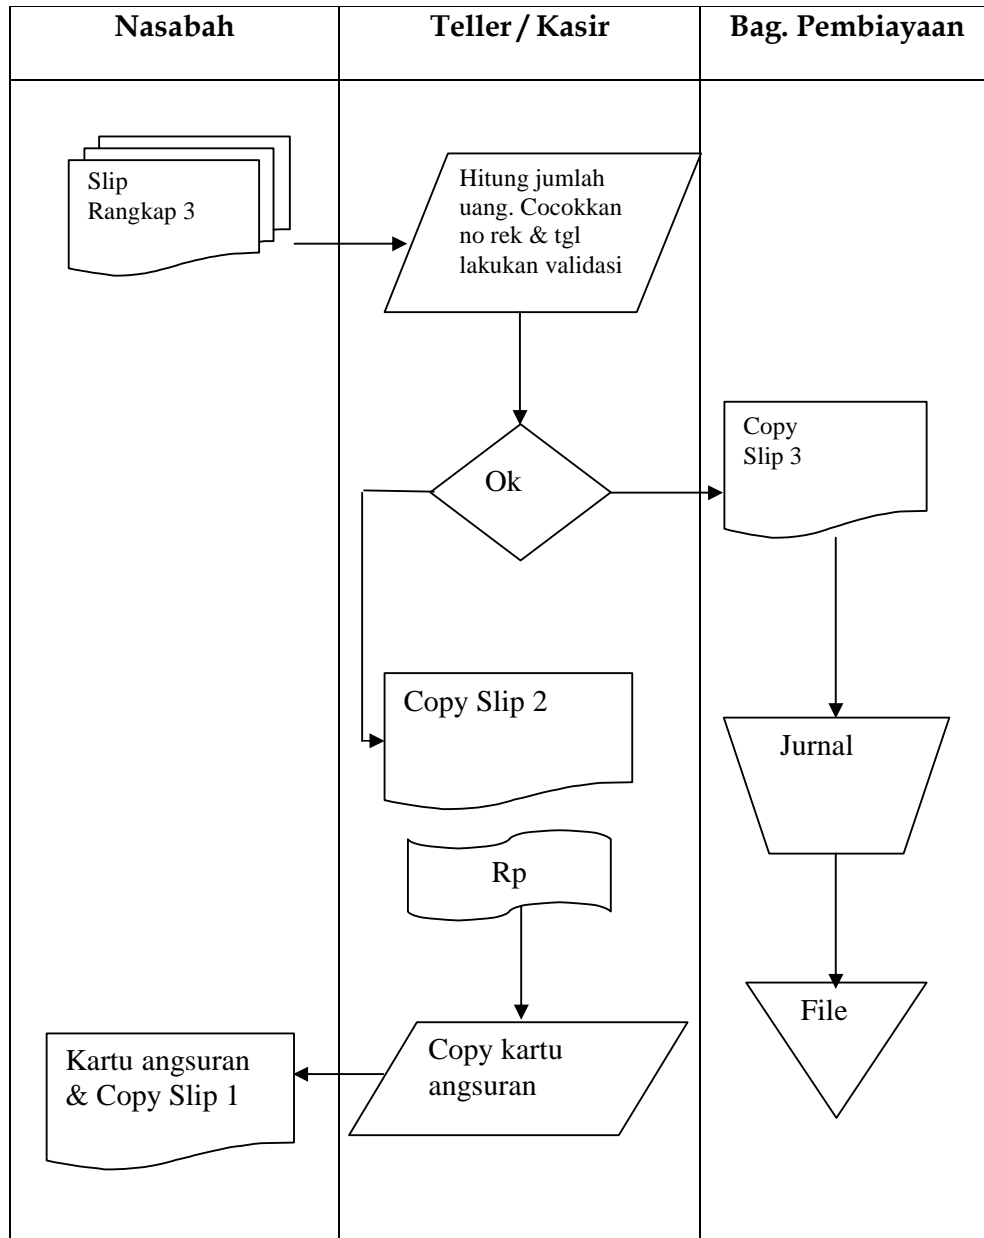 Nasabah
Teller / Kasir
Bag. Pembiayaan
Slip
Rangkap 3
Hitung jumlah
uang. Cocokkan
no rek & tgl
lakukan validasi
Ok
Copy
Slip 3
Copy Slip 2
Jurnal
Rp
File
Copy kartu
angsuran
Kartu angsuran
& Copy Slip 1